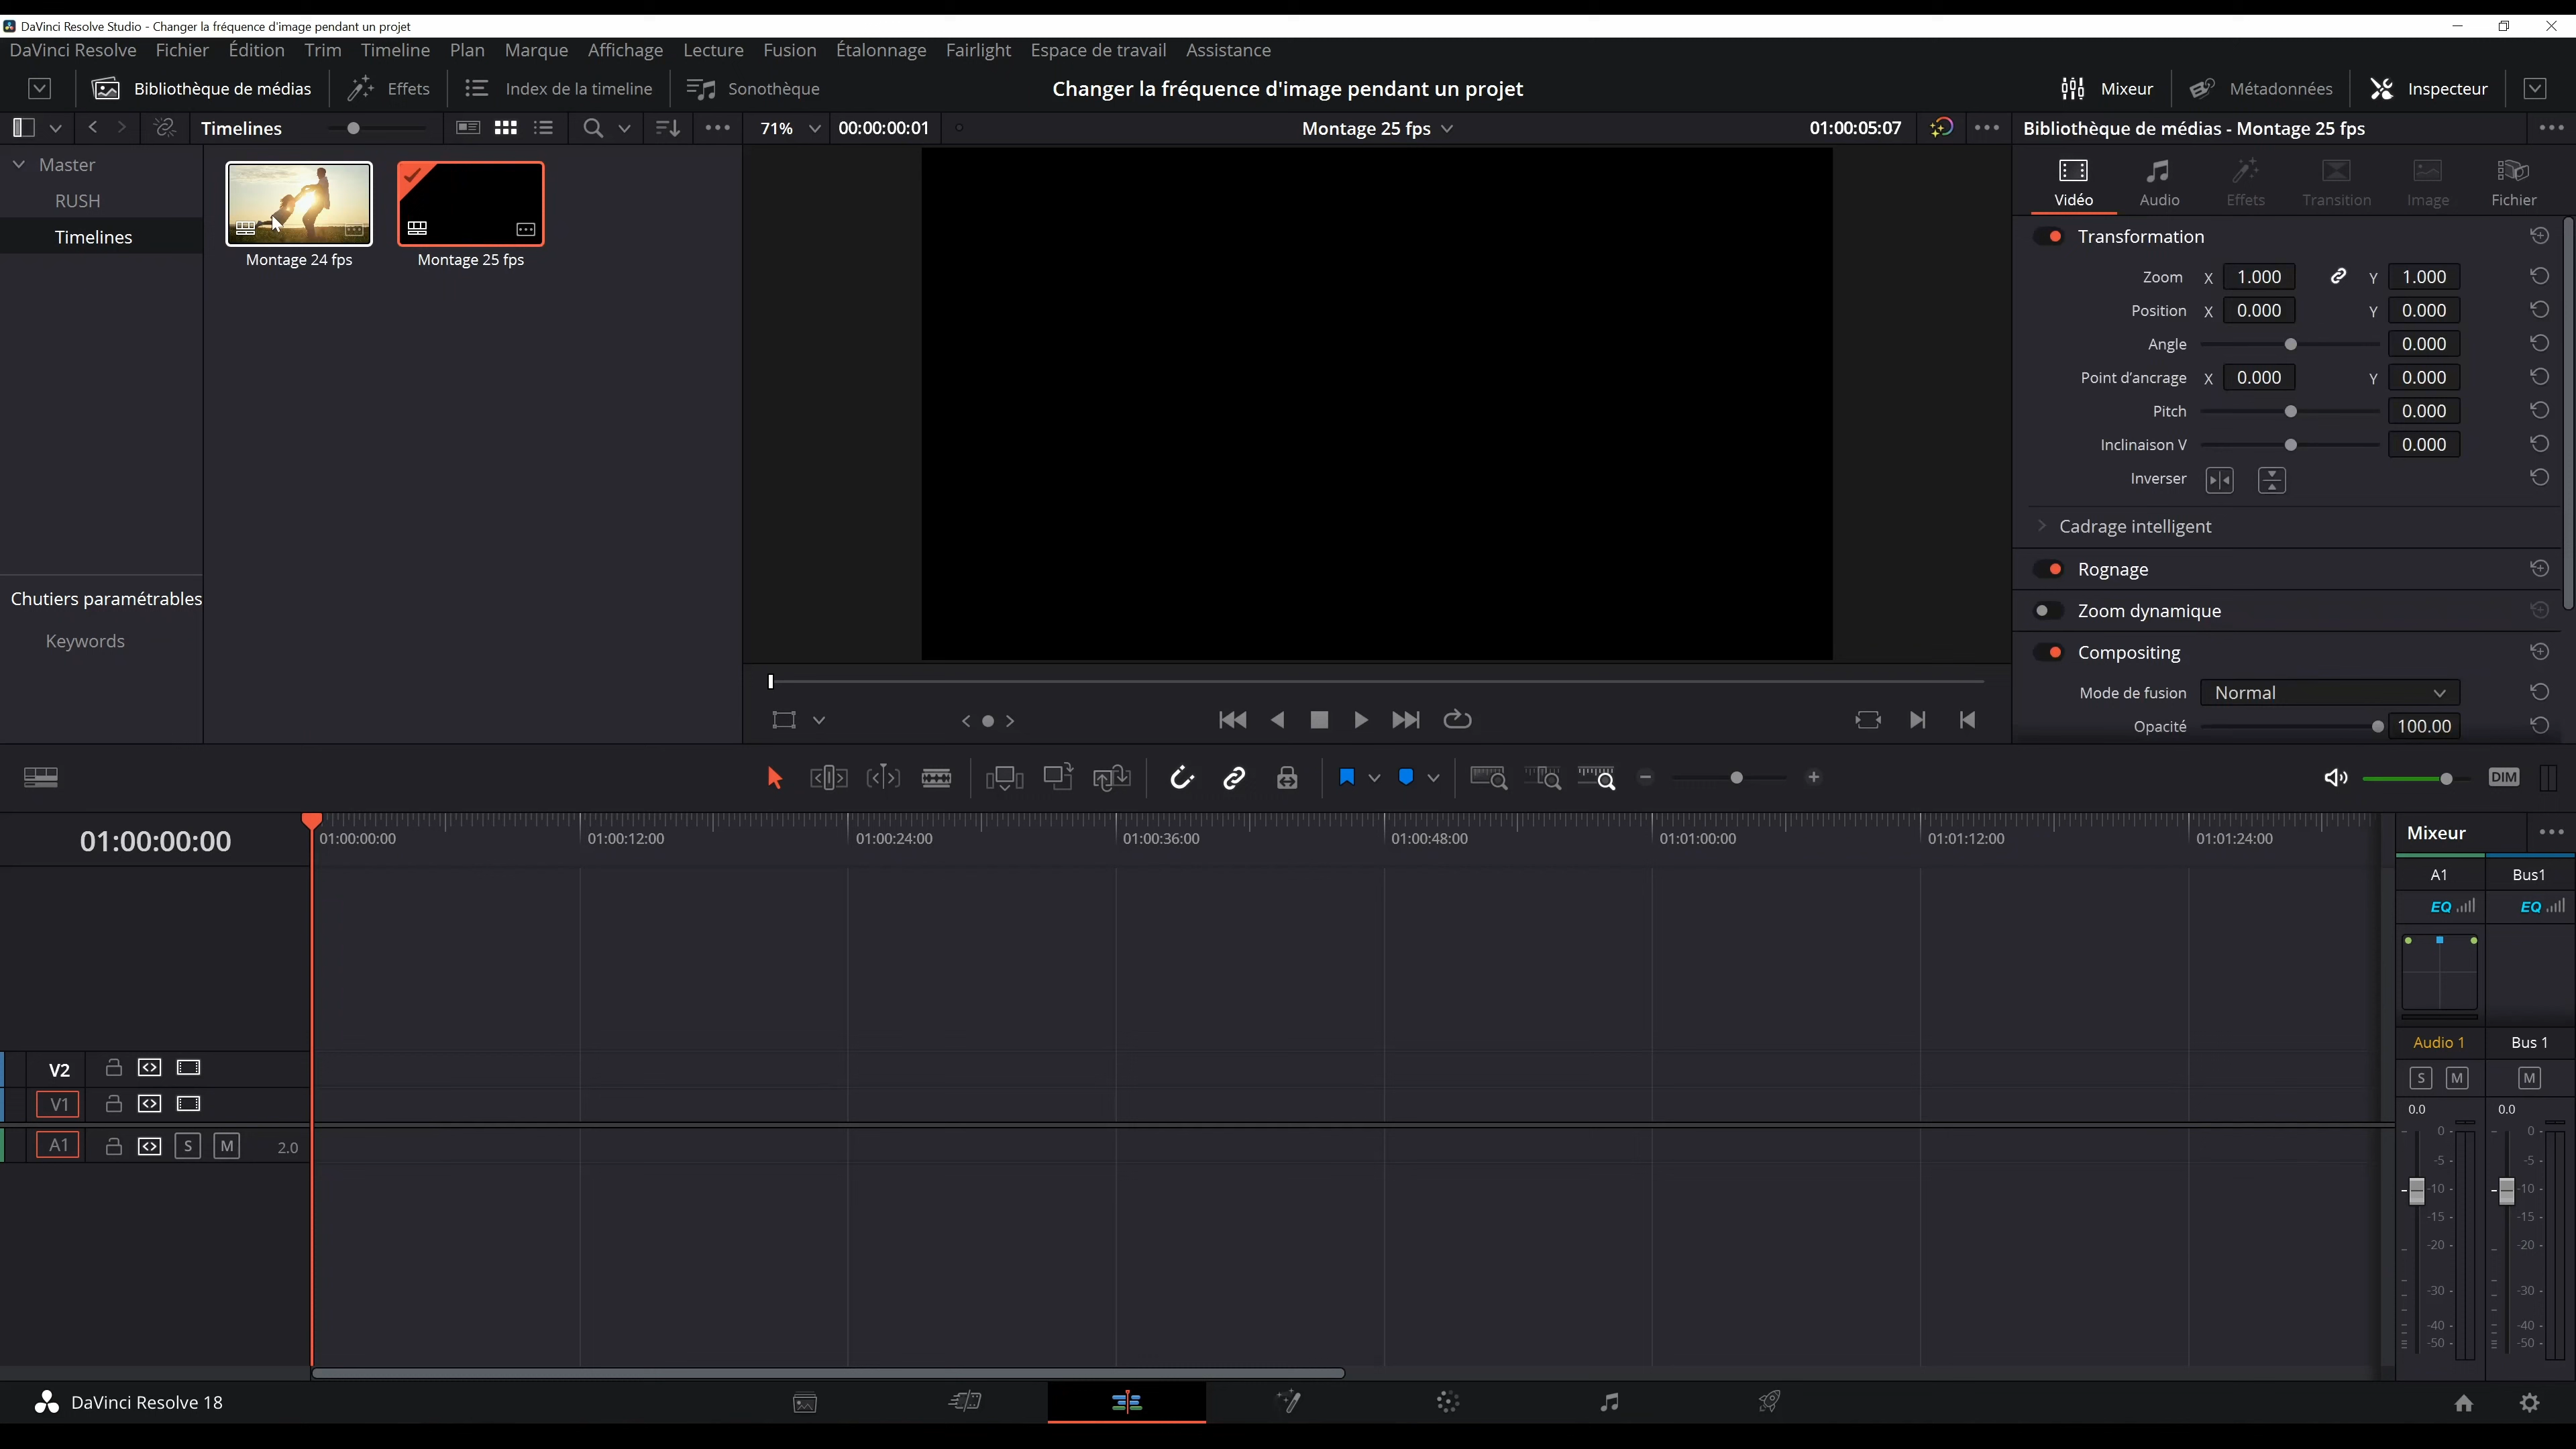 DaVinci Resolve Studio - Changer la fréquence d'image pendant un projet
DaVinci Resolve Fichier Édition Trim Timeline Plan Marque Affichage Lecture Fusion Étalonnage Fairlight Espace de travail Assistance
Bibliothèque de médias Effets Index de la timeline Sonothèque Changer la fréquence d'image pendant un projet Mixeur Métadonnées Inspecteur
Timelines 71% 00:00:00:01 Montage 25 fps 01:00:05:07 Bibliothèque de médias - Montage 25 fps
Master
RUSH
Timelines
Montage 24 fps Montage 25 fps
Chutiers paramétrables
Keywords
Vidéo Audio Effets Transition Image Fichier
Transformation
Zoom X 1.000 Y 1.000
Position X 0.000 Y 0.000
Angle 0.000
Point d'ancrage X 0.000 Y 0.000
Pitch 0.000
Inclinaison V 0.000
Inverser
Cadrage intelligent
Rognage
Zoom dynamique
Compositing
Mode de fusion Normal
Opacité 100.00
DIM
01:00:00:00 01:00:00:00 01:00:12:00 01:00:24:00 01:00:36:00 01:00:48:00 01:01:00:00 01:01:12:00 01:01:24:00
V2
V1
A1 S M 2.0
Mixeur
A1 Bus1
EQ EQ
Audio 1 Bus 1
S M M
0.0 0.0
0 0
-5 -5
-10 -10
-15 -15
-20 -20
-30 -30
-40 -40
-50 -50
DaVinci Resolve 18